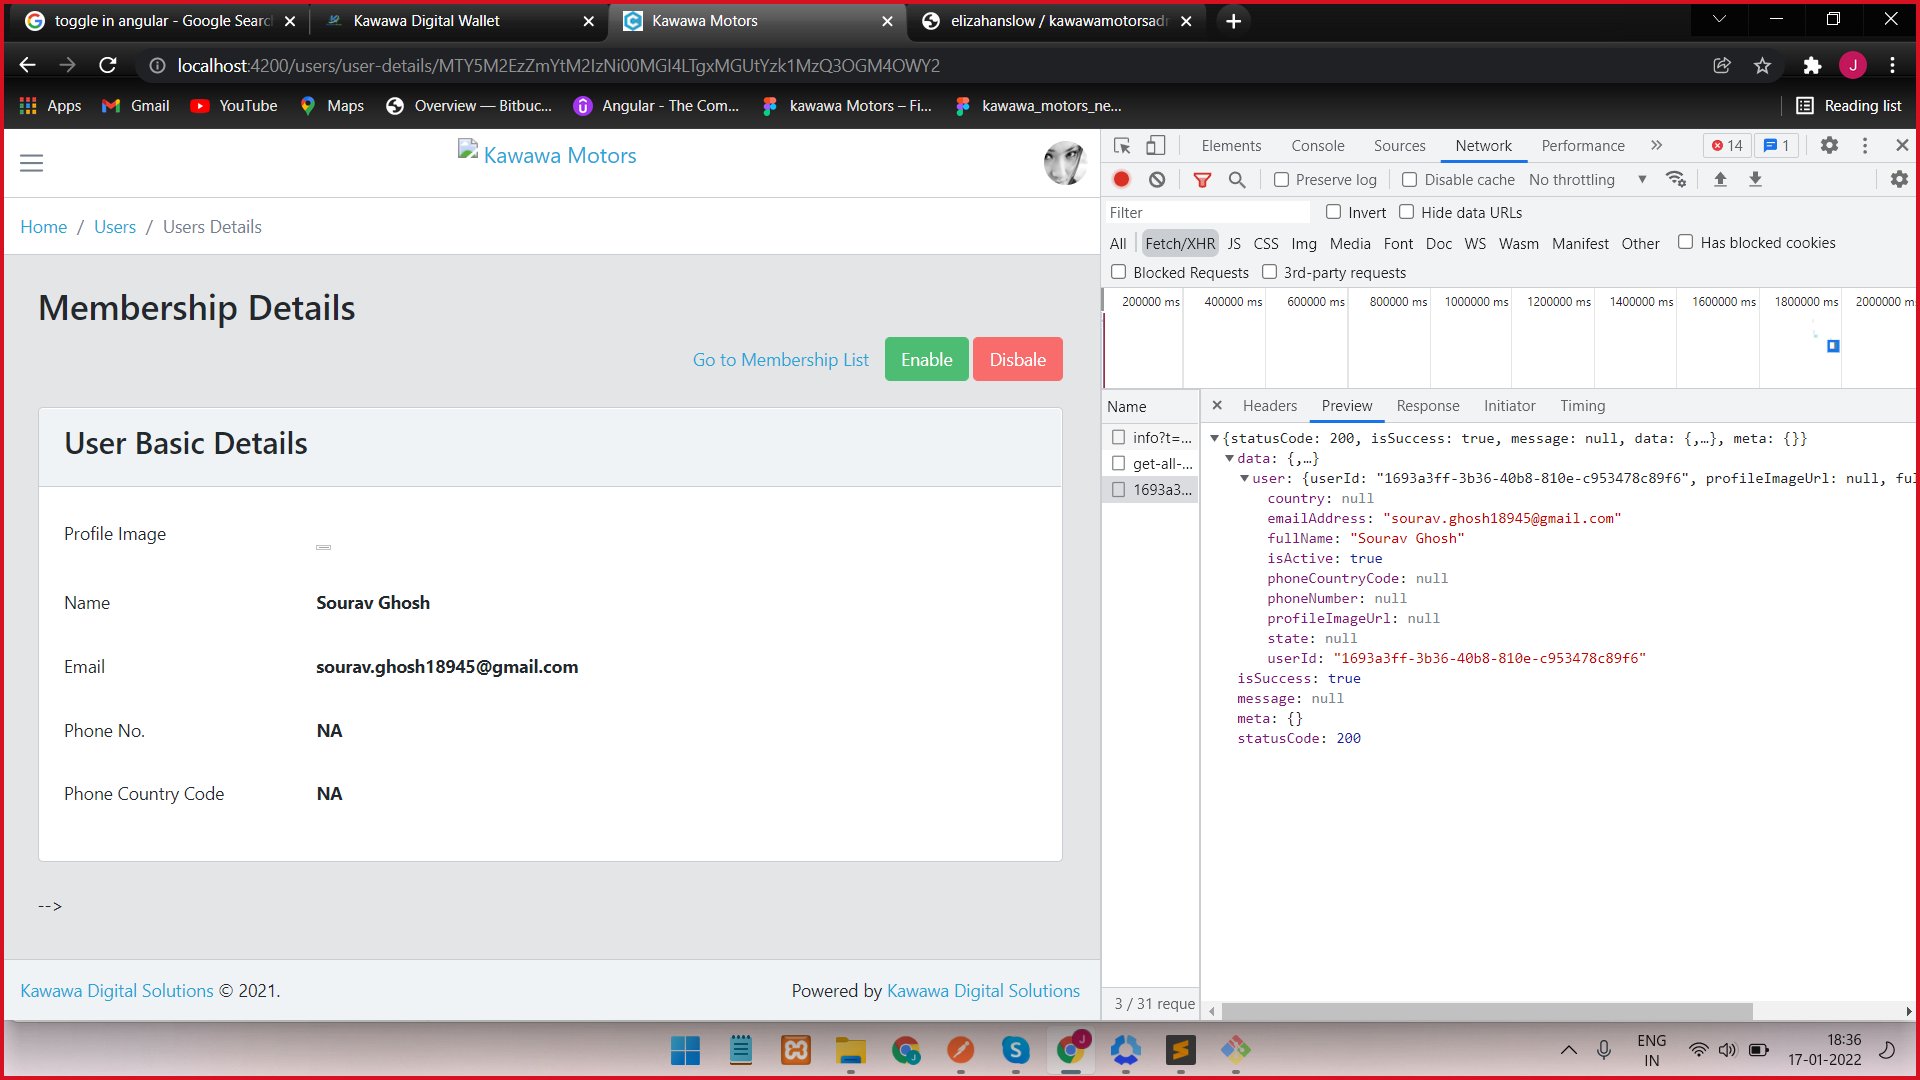 toggle in angular - Google Searc
Kawawa Digital Wallet
Kawawa Motors
elizahanslow / kawawamotorsadr
localhost:4200/users/user-details/MTY5M2EzZmYtM2IzNi00MGI4LTgxMGUtYzk1MzQ3OGM4OWY2
J
Apps
Gmail
YouTube
Maps
Overview — Bitbuc...
Angular - The Com...
kawawa Motors – Fi...
kawawa_motors_ne...
Reading list
Kawawa Motors
Home / Users / Users Details
Membership Details
Go to Membership List
Enable
Disbale
User Basic Details
Profile Image
Name Sourav Ghosh
Email sourav.ghosh18945@gmail.com
Phone No. NA
Phone Country Code NA
-->
Kawawa Digital Solutions © 2021.
Powered by Kawawa Digital Solutions
Elements Console Sources Network Performance » 14 1
Preserve log Disable cache No throttling
Filter Invert Hide data URLs
All Fetch/XHR JS CSS Img Media Font Doc WS Wasm Manifest Other Has blocked cookies
Blocked Requests 3rd-party requests
200000 ms 400000 ms 600000 ms 800000 ms 1000000 ms 1200000 ms 1400000 ms 1600000 ms 1800000 ms 2000000 m
Name
info?t=...
get-all-...
1693a3...
3 / 31 reque
Headers Preview Response Initiator Timing
{statusCode: 200, isSuccess: true, message: null, data: {,…}, meta: {}}
data: {,…}
user: {userId: "1693a3ff-3b36-40b8-810e-c953478c89f6", profileImageUrl: null, ful
country: null
emailAddress: "sourav.ghosh18945@gmail.com"
fullName: "Sourav Ghosh"
isActive: true
phoneCountryCode: null
phoneNumber: null
profileImageUrl: null
state: null
userId: "1693a3ff-3b36-40b8-810e-c953478c89f6"
isSuccess: true
message: null
meta: {}
statusCode: 200
ENG
IN
18:36
17-01-2022